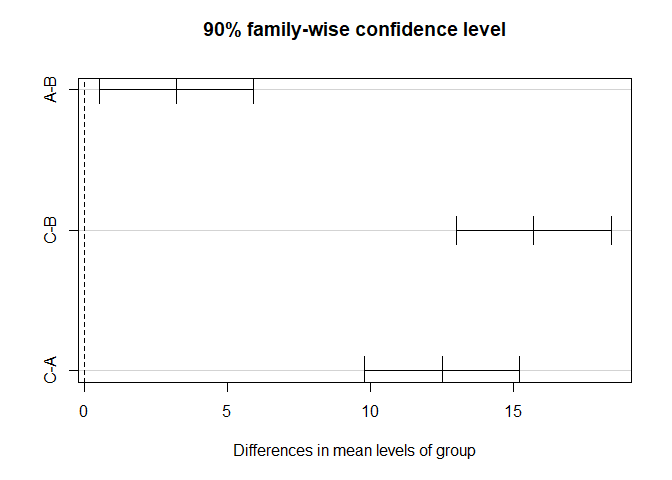 90% family-wise confidence level
A-B
C-B
C-A
0 5 10 15
Differences in mean levels of group